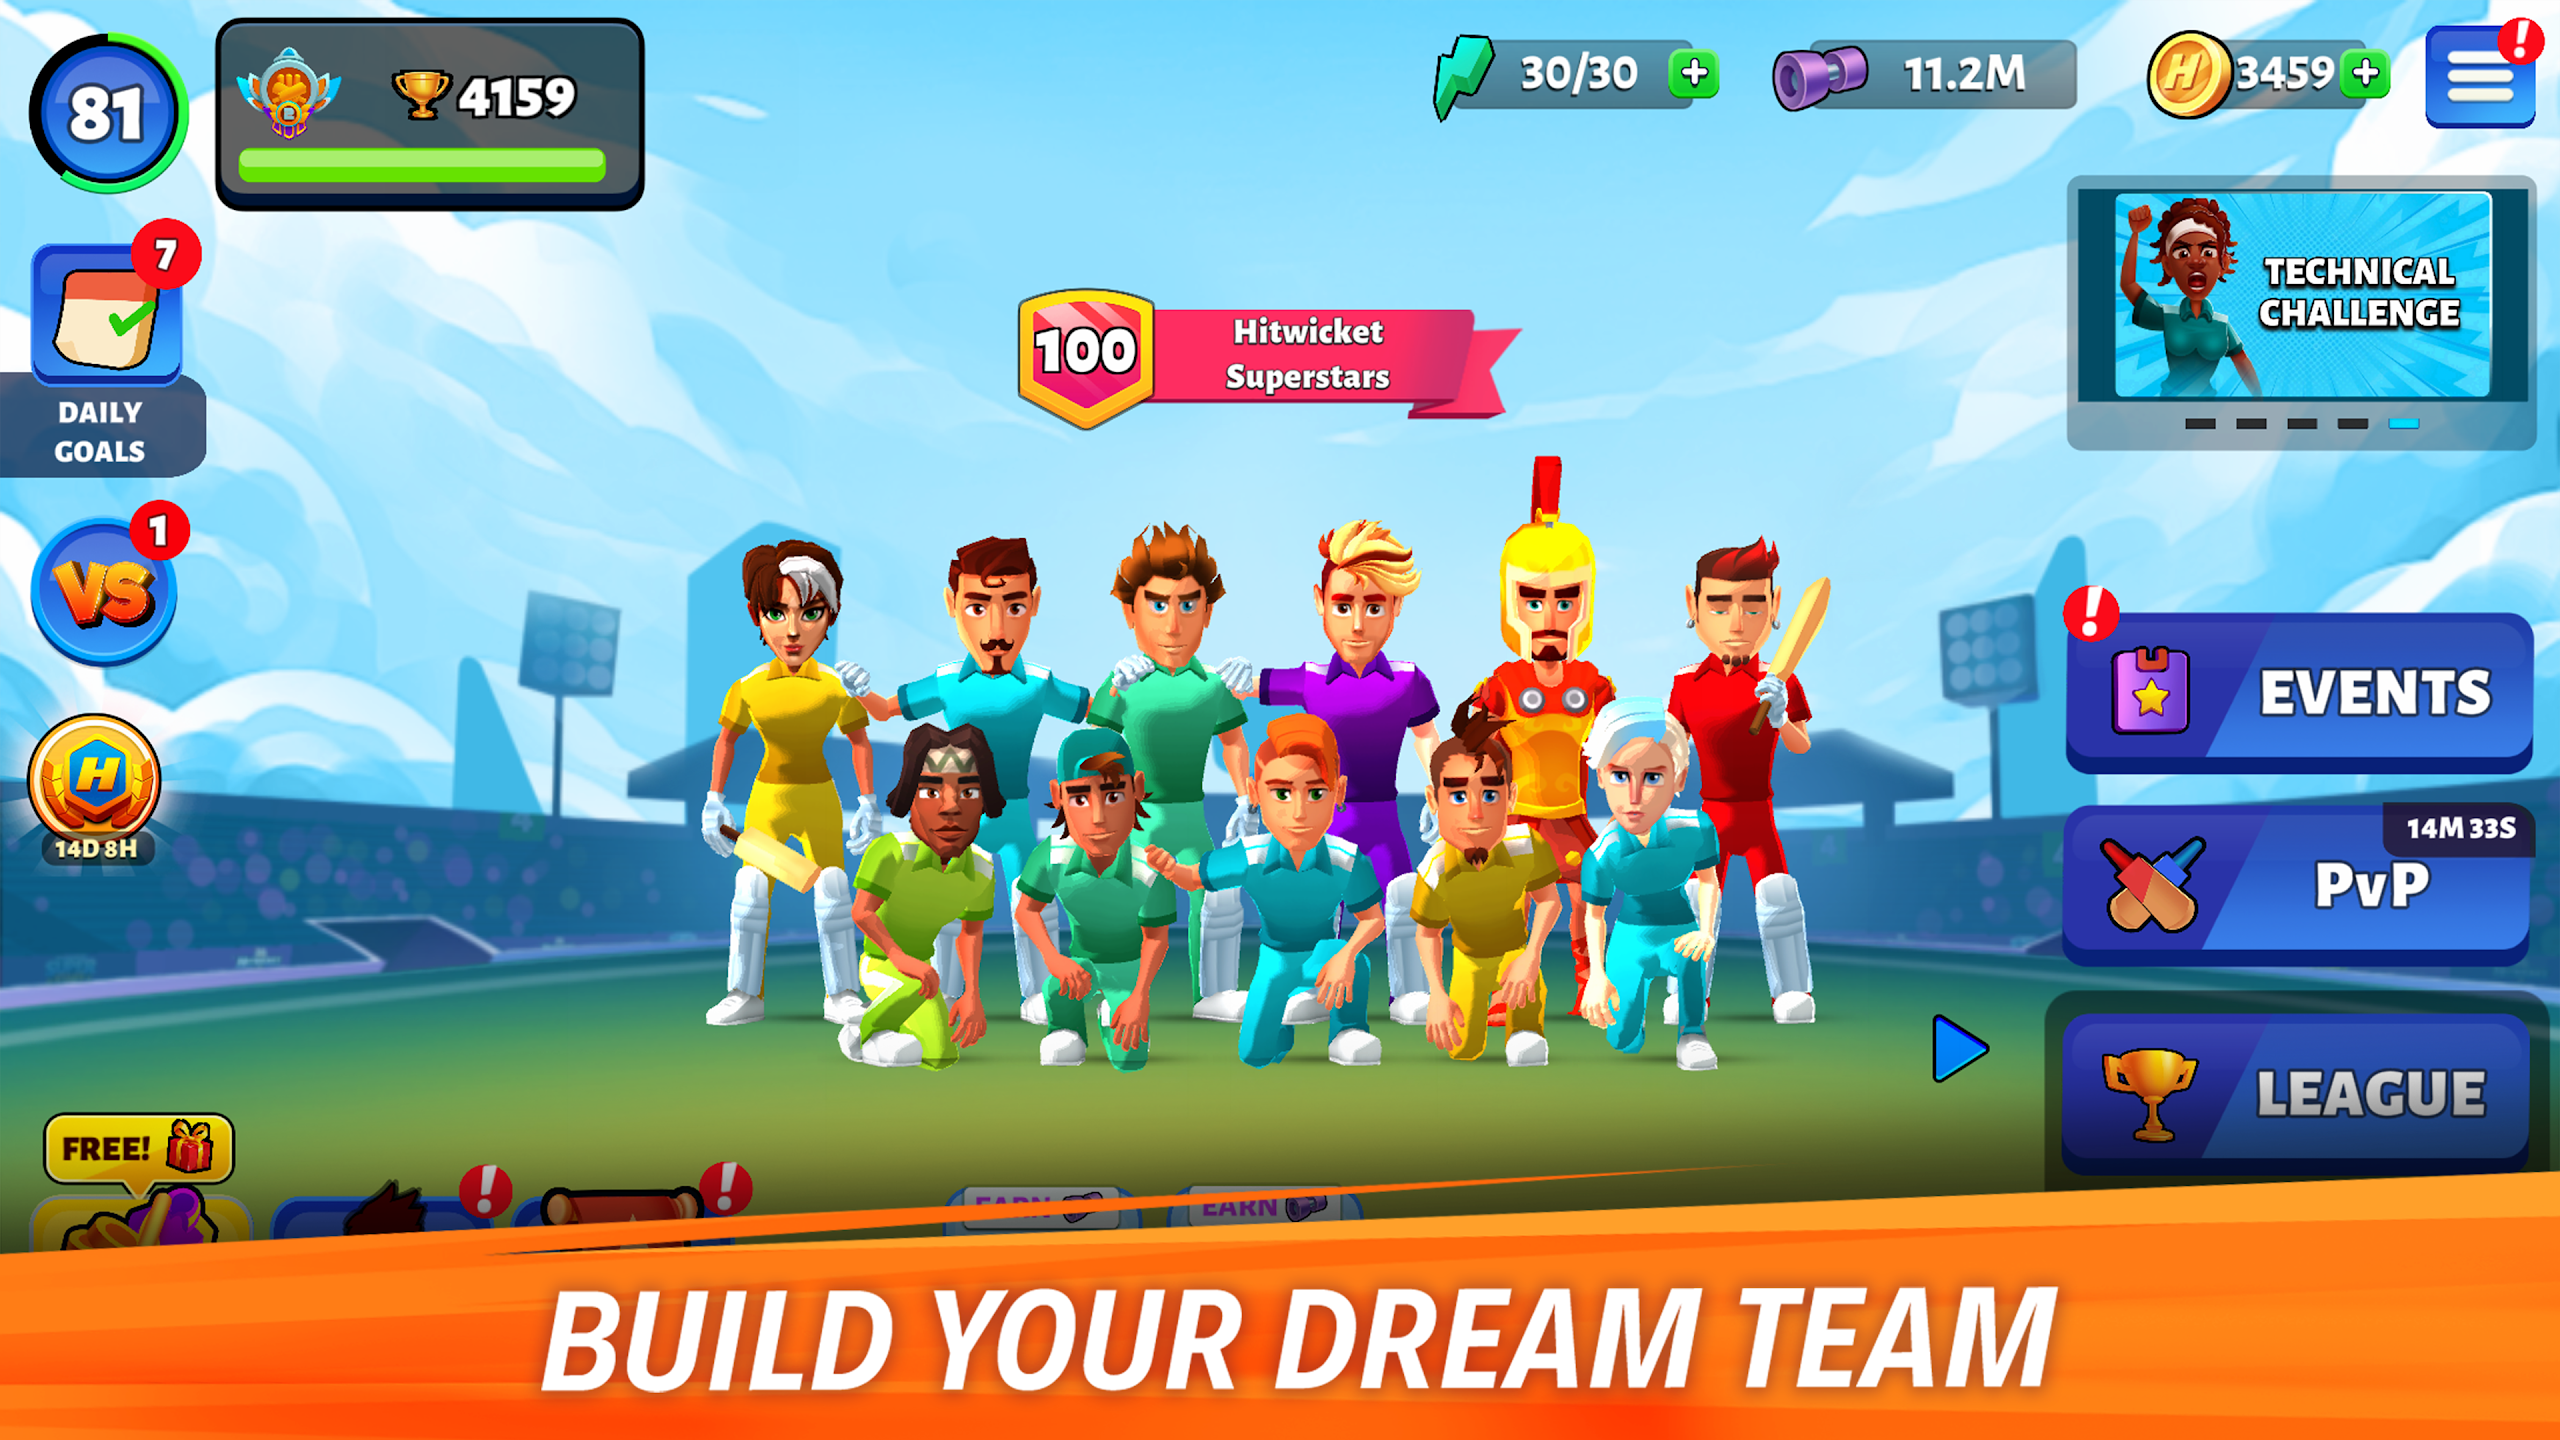 81
4159
30/30
11.2M
3459
!
7
DAILY
GOALS
100
Hitwicket
Superstars
TECHNICAL
CHALLENGE
1
VS
H
14D 8H
!
EVENTS
14M 33S
PvP
LEAGUE
FREE!
!
!
EARN
EARN
BUILD YOUR DREAM TEAM